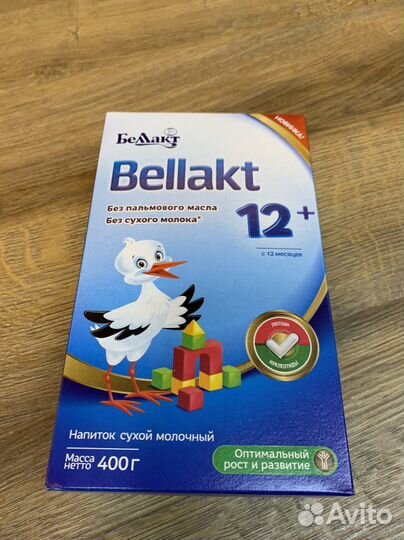 НОВИНКА!
Беллакт
Bellakt
Без пальмового масла
Без сухого молока*
12+
с 12 месяцев
ЛЮТЕИН
НУКЛЕОТИДЫ
Напиток сухой молочный
Масса
нетто 400 г
Оптимальный
рост и развитие
Avito